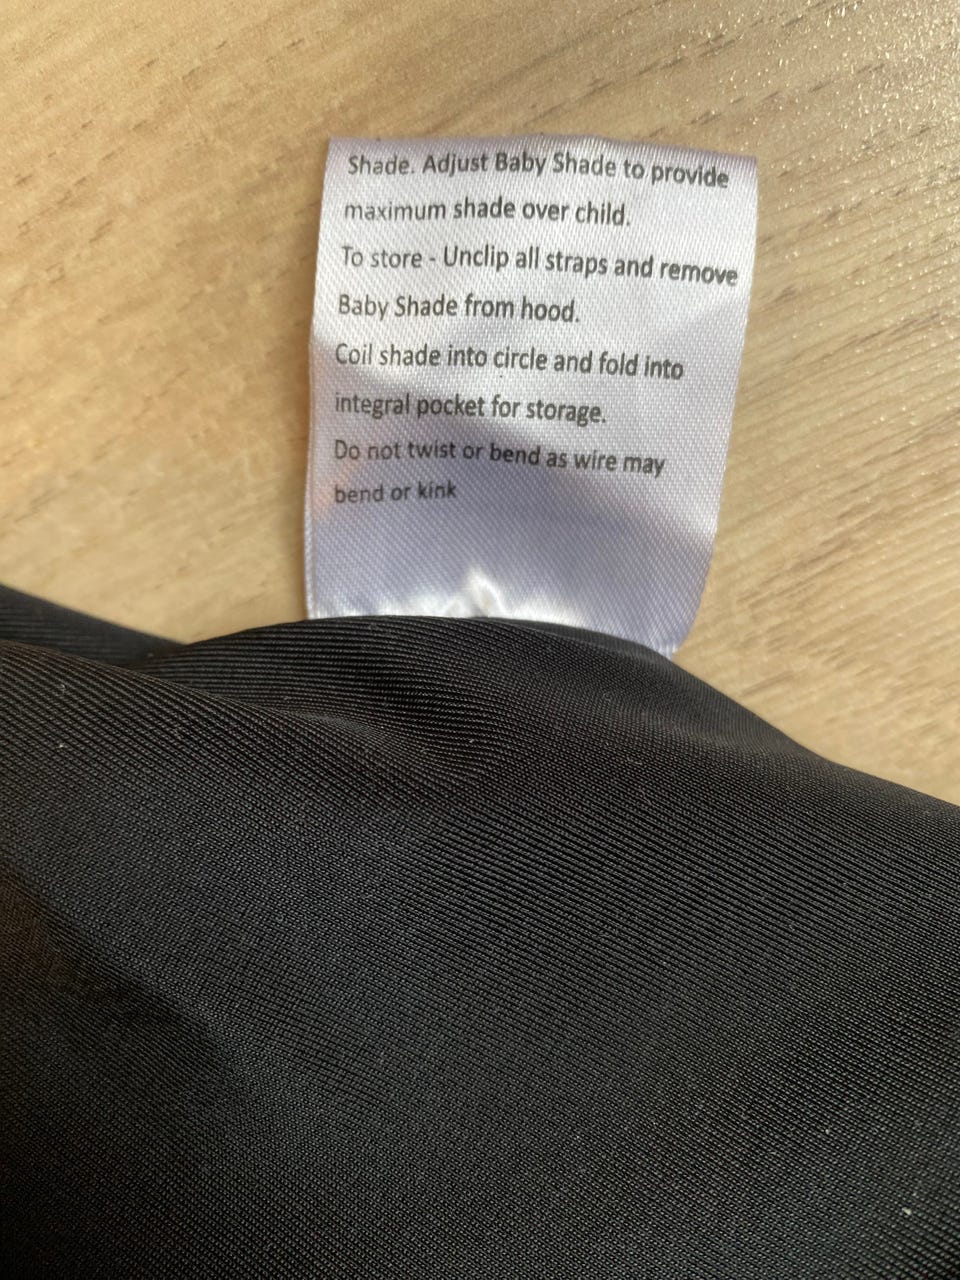 Shade. Adjust Baby Shade to provide
maximum shade over child.
To store - Unclip all straps and remove
Baby Shade from hood.
Coil shade into circle and fold into
integral pocket for storage.
Do not twist or bend as wire may
bend or kink